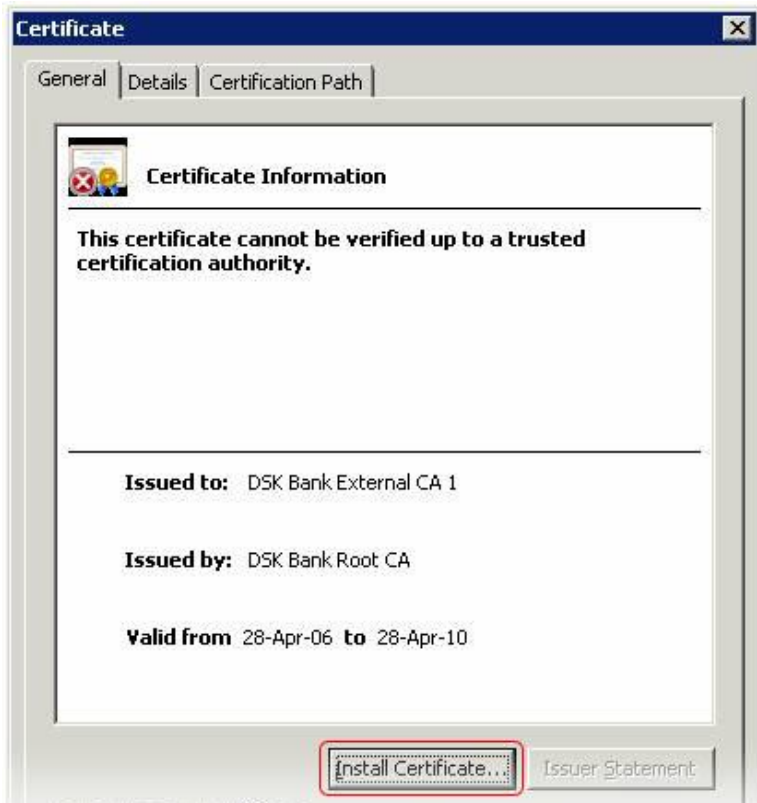 Certificate
General Details Certification Path
Certificate Information
This certificate cannot be verified up to a trusted
certification authority.
Issued to: DSK Bank External CA 1
Issued by: DSK Bank Root CA
Valid from 28-Apr-06 to 28-Apr-10
Install Certificate... Issuer Statement